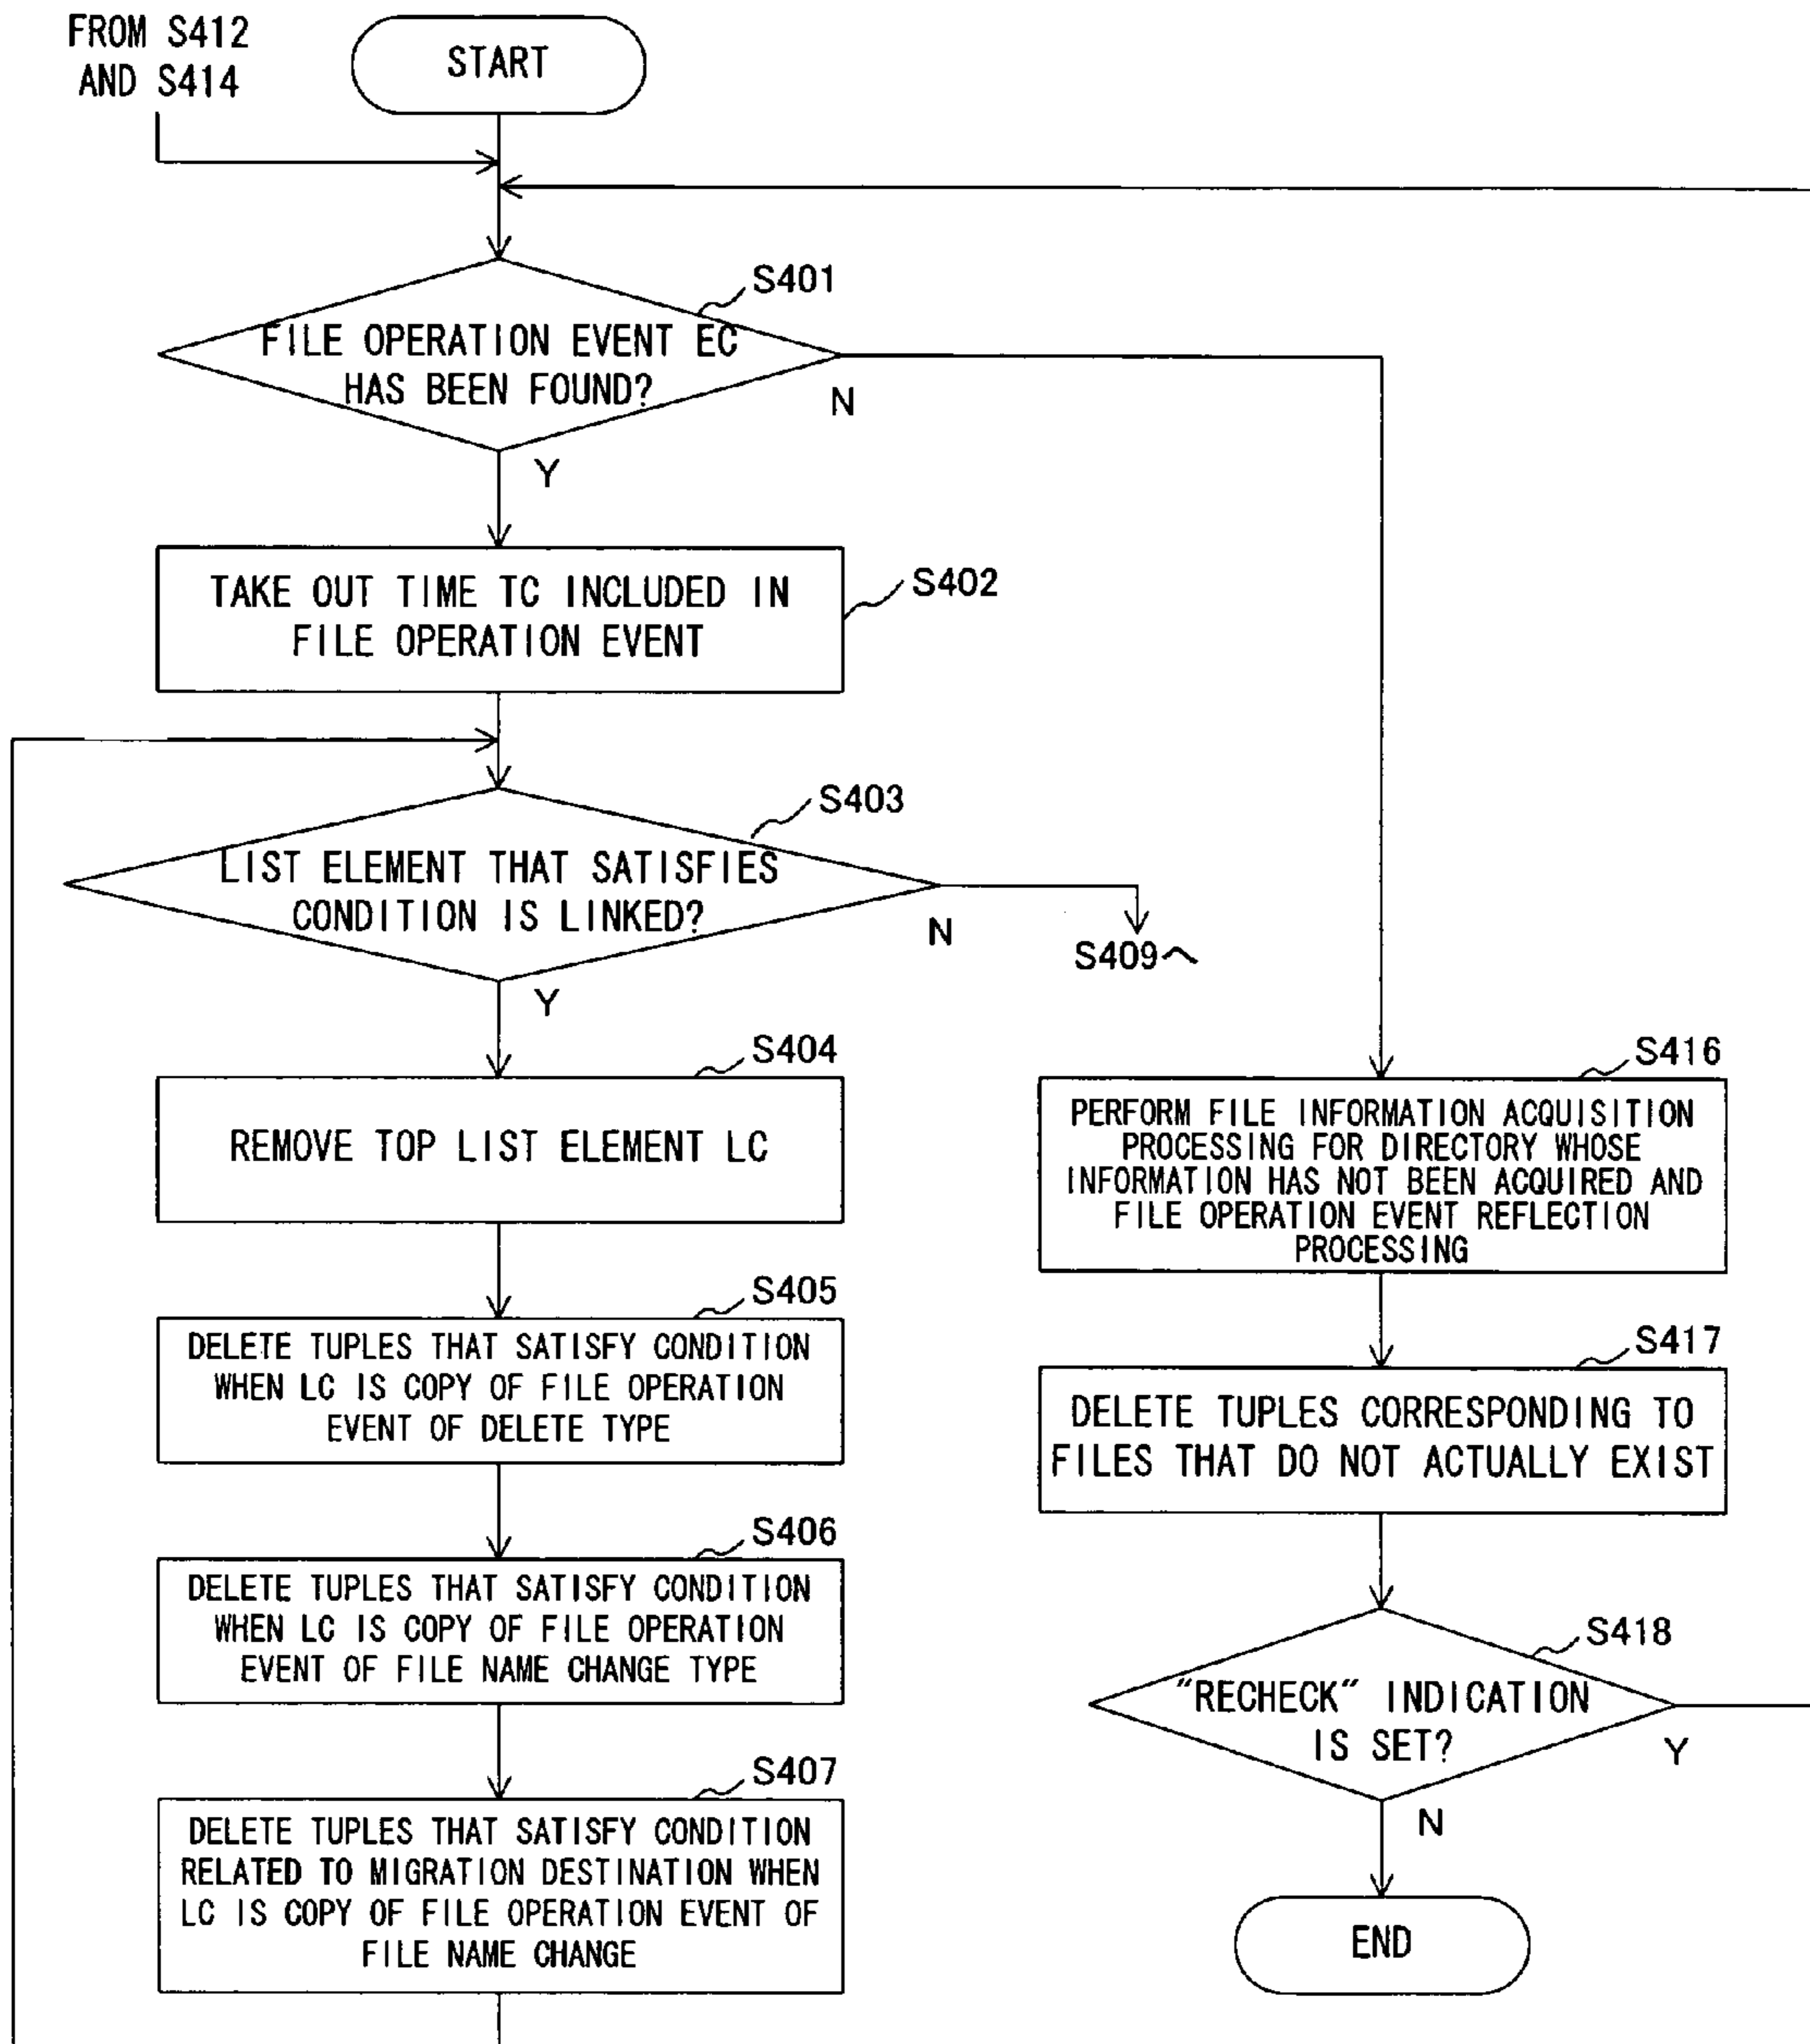 FROM S412
AND S414
START
S401
FILE OPERATION EVENT EC
HAS BEEN FOUND?
N
Y
TAKE OUT TIME TC INCLUDED IN
FILE OPERATION EVENT
S402
S403
LIST ELEMENT THAT SATISFIES
CONDITION IS LINKED?
N
S409へ
Y
S404
REMOVE TOP LIST ELEMENT LC
S405
DELETE TUPLES THAT SATISFY CONDITION
WHEN LC IS COPY OF FILE OPERATION
EVENT OF DELETE TYPE
S406
DELETE TUPLES THAT SATISFY CONDITION
WHEN LC IS COPY OF FILE OPERATION
EVENT OF FILE NAME CHANGE TYPE
S407
DELETE TUPLES THAT SATISFY CONDITION
RELATED TO MIGRATION DESTINATION WHEN
LC IS COPY OF FILE OPERATION EVENT OF
FILE NAME CHANGE
S416
PERFORM FILE INFORMATION ACQUISITION
PROCESSING FOR DIRECTORY WHOSE
INFORMATION HAS NOT BEEN ACQUIRED AND
FILE OPERATION EVENT REFLECTION
PROCESSING
S417
DELETE TUPLES CORRESPONDING TO
FILES THAT DO NOT ACTUALLY EXIST
S418
"RECHECK" INDICATION
IS SET?
Y
N
END